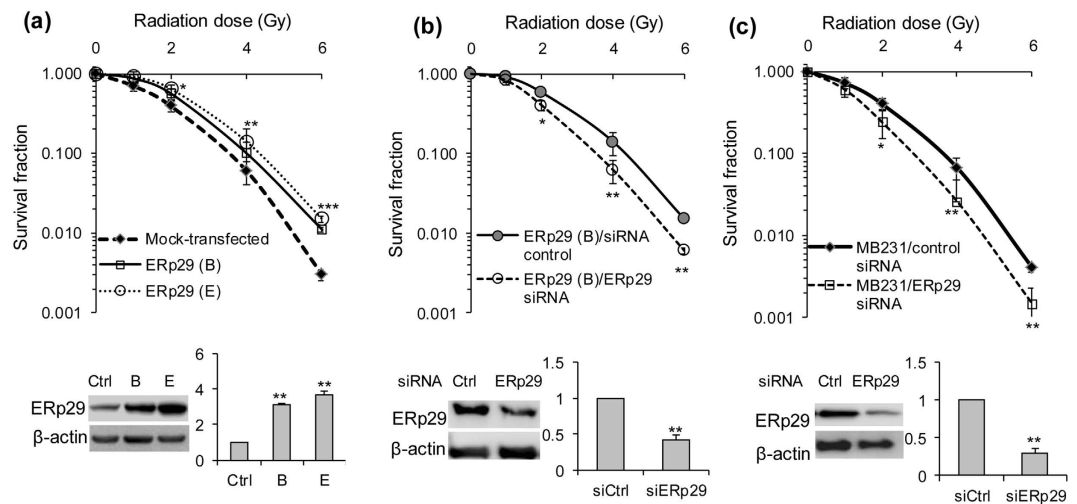 (a)
Radiation dose (Gy)
0 2 4 6
1.000
0.100
0.010
0.001
Survival fraction
*
**
***
Mock-transfected
ERp29 (B)
ERp29 (E)
Ctrl B E
ERp29
β-actin
6
4
2
0
**
**
Ctrl B E
(b)
Radiation dose (Gy)
0 2 4 6
1.000
0.100
0.010
0.001
Survival fraction
*
**
**
ERp29 (B)/siRNA
control
ERp29 (B)/ERp29
siRNA
siRNA Ctrl ERp29
ERp29
β-actin
1.5
1
0.5
0
**
siCtrl siERp29
(c)
Radiation dose (Gy)
0 2 4 6
1.000
0.100
0.010
0.001
Survival fraction
*
**
**
MB231/control
siRNA
MB231/ERp29
siRNA
siRNA Ctrl ERp29
ERp29
β-actin
1.5
1
0.5
0
**
siCtrl siERp29